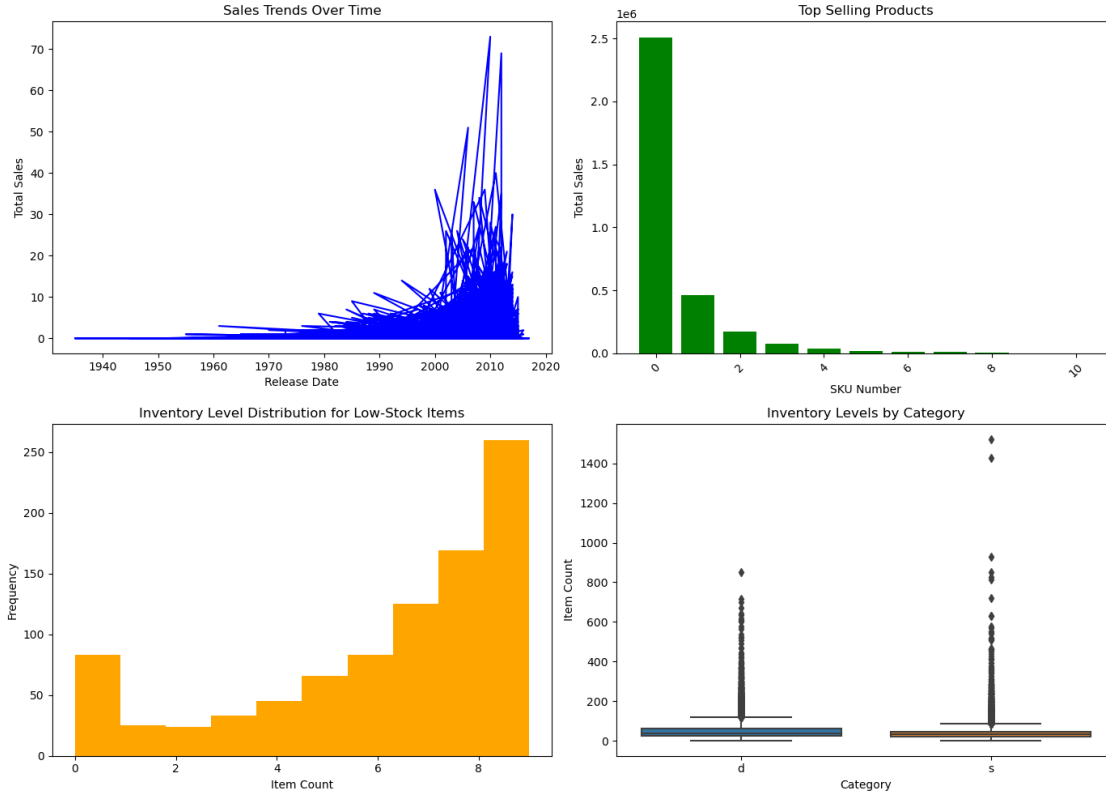 Sales Trends Over Time
Total Sales
70
60
50
40
30
20
10
0
1940 1950 1960 1970 1980 1990 2000 2010 2020
Release Date
Top Selling Products
1e6
Total Sales
2.5
2.0
1.5
1.0
0.5
0.0
0 2 4 6 8 10
SKU Number
Inventory Level Distribution for Low-Stock Items
Frequency
250
200
150
100
50
0
0 2 4 6 8
Item Count
Inventory Levels by Category
Item Count
1400
1200
1000
800
600
400
200
0
d s
Category